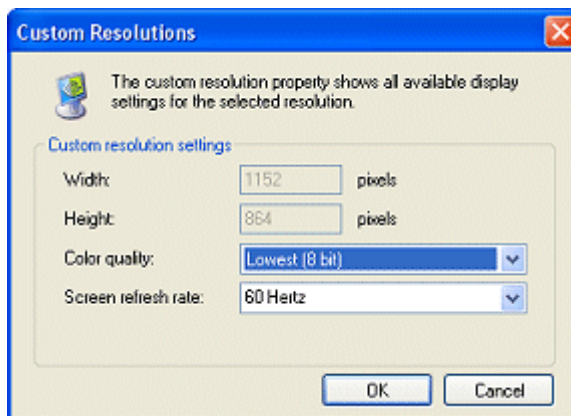 Custom Resolutions
The custom resolution property shows all available display
settings for the selected resolution.
Custom resolution settings
Width: 1152 pixels
Height: 864 pixels
Color quality: Lowest (8 bit)
Screen refresh rate: 60 Hertz
OK Cancel